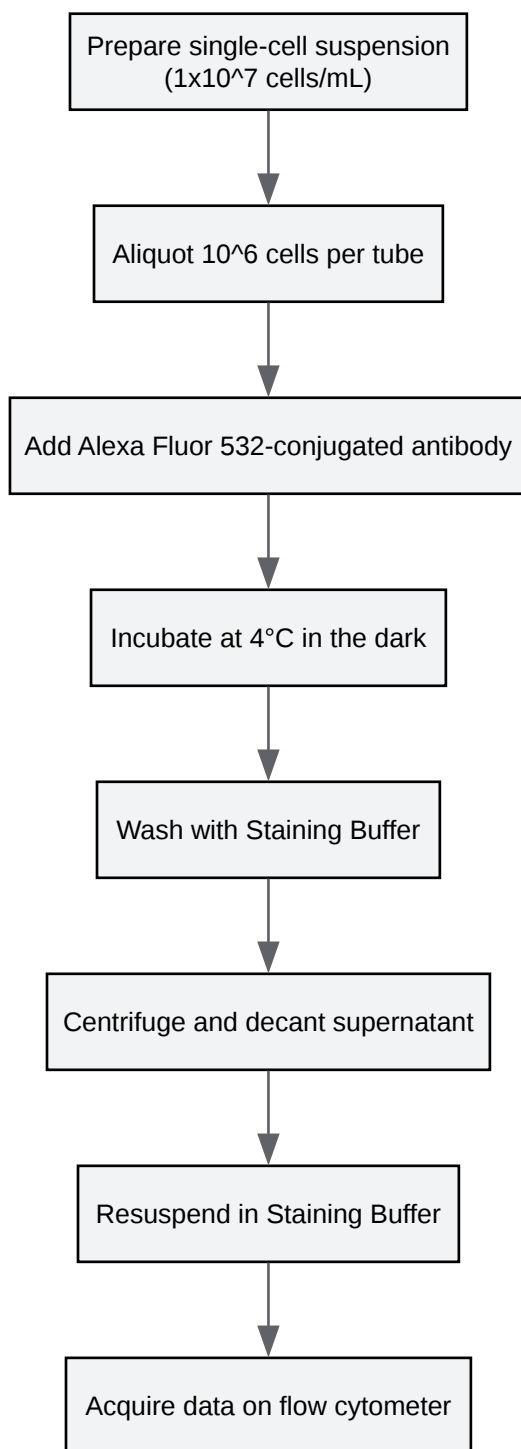 Prepare single-cell suspension
(1x10^7 cells/mL)
Aliquot 10^6 cells per tube
Add Alexa Fluor 532-conjugated antibody
Incubate at 4°C in the dark
Wash with Staining Buffer
Centrifuge and decant supernatant
Resuspend in Staining Buffer
Acquire data on flow cytometer